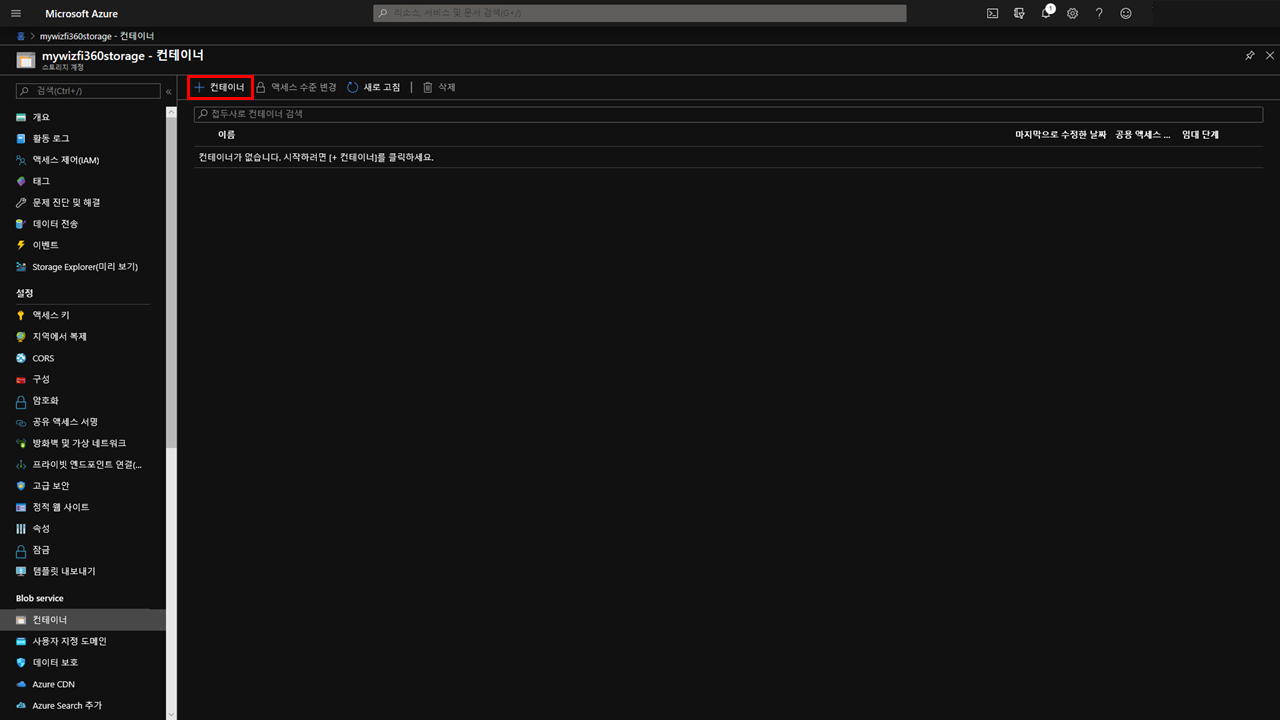 Microsoft Azure
리소스, 서비스 및 문서 검색(G+/)
1
홈 > mywizfi360storage - 컨테이너
mywizfi360storage - 컨테이너
스토리지 계정
검색(Ctrl+/)
+ 컨테이너 액세스 수준 변경 새로 고침 | 삭제
접두사로 컨테이너 검색
이름 마지막으로 수정한 날짜 공용 액세스 ... 임대 단계
컨테이너가 없습니다. 시작하려면 [+ 컨테이너]를 클릭하세요.
개요
활동 로그
액세스 제어(IAM)
태그
문제 진단 및 해결
데이터 전송
이벤트
Storage Explorer(미리 보기)
설정
액세스 키
지역에서 복제
CORS
구성
암호화
공유 액세스 서명
방화벽 및 가상 네트워크
프라이빗 엔드포인트 연결(...
고급 보안
정적 웹 사이트
속성
잠금
템플릿 내보내기
Blob service
컨테이너
사용자 지정 도메인
데이터 보호
Azure CDN
Azure Search 추가